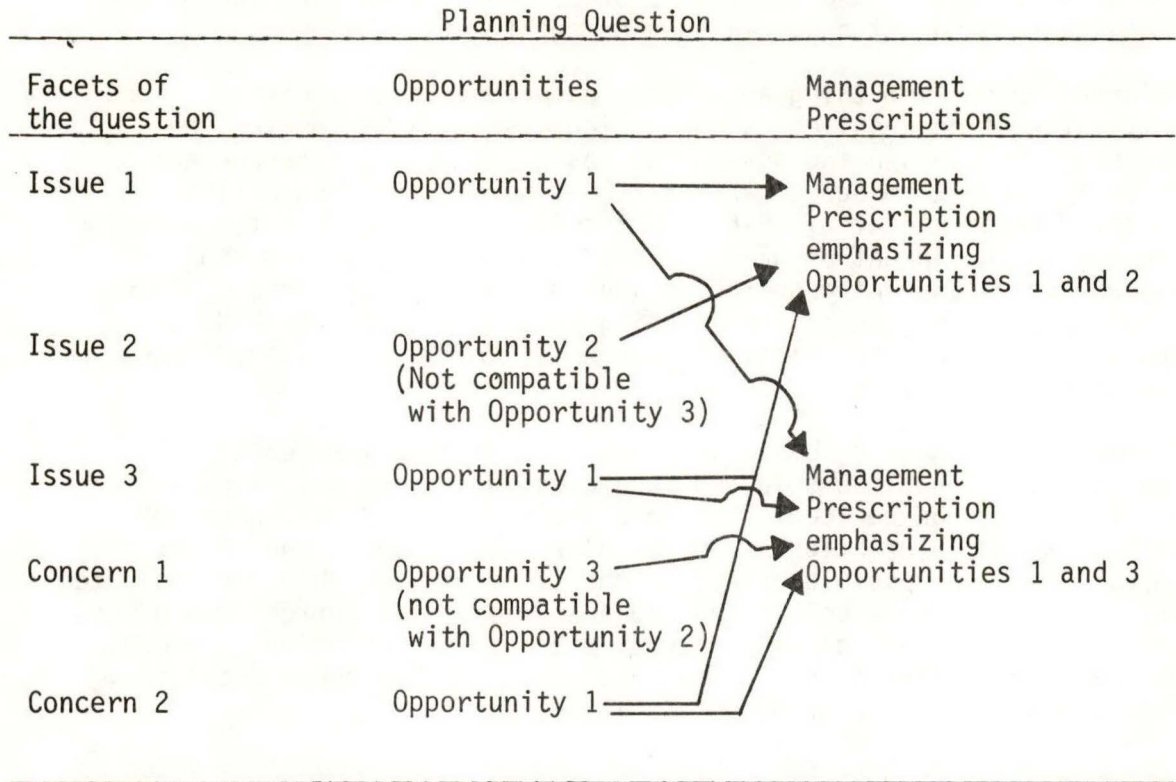 Planning Question
Facets of the question Opportunities Management Prescriptions
Issue 1 Opportunity 1 Management
Prescription
emphasizing
Opportunities 1 and 2
Issue 2 Opportunity 2
(Not compatible
with Opportunity 3)
Issue 3 Opportunity 1 Management
Prescription
emphasizing
Concern 1 Opportunity 3 Opportunities 1 and 3
(not compatible
with Opportunity 2)
Concern 2 Opportunity 1